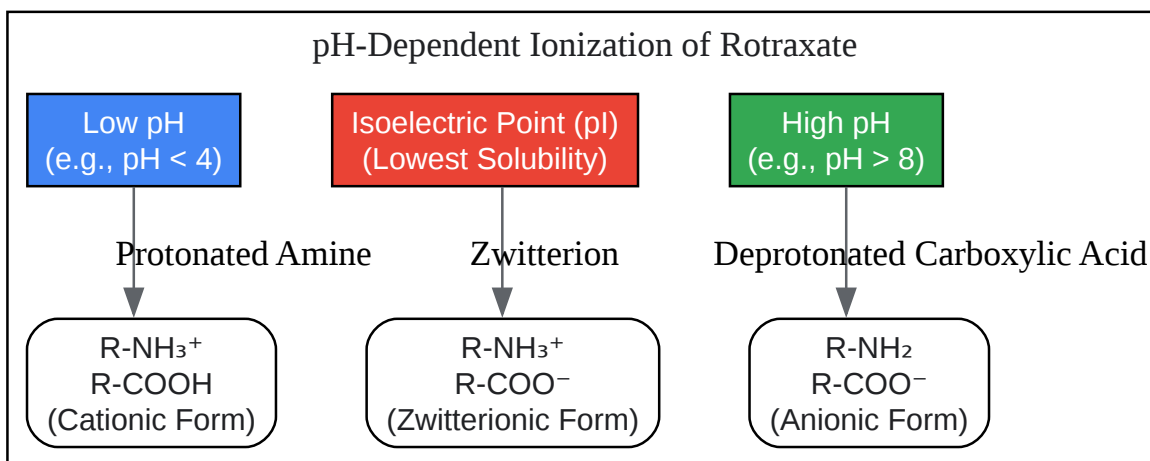 pH-Dependent Ionization of Rotraxate
Low pH
(e.g., pH < 4)
Isoelectric Point (pI)
(Lowest Solubility)
High pH
(e.g., pH > 8)
Protonated Amine
Zwitterion
Deprotonated Carboxylic Acid
R-NH₃⁺
R-COOH
(Cationic Form)
R-NH₃⁺
R-COO⁻
(Zwitterionic Form)
R-NH₂
R-COO⁻
(Anionic Form)